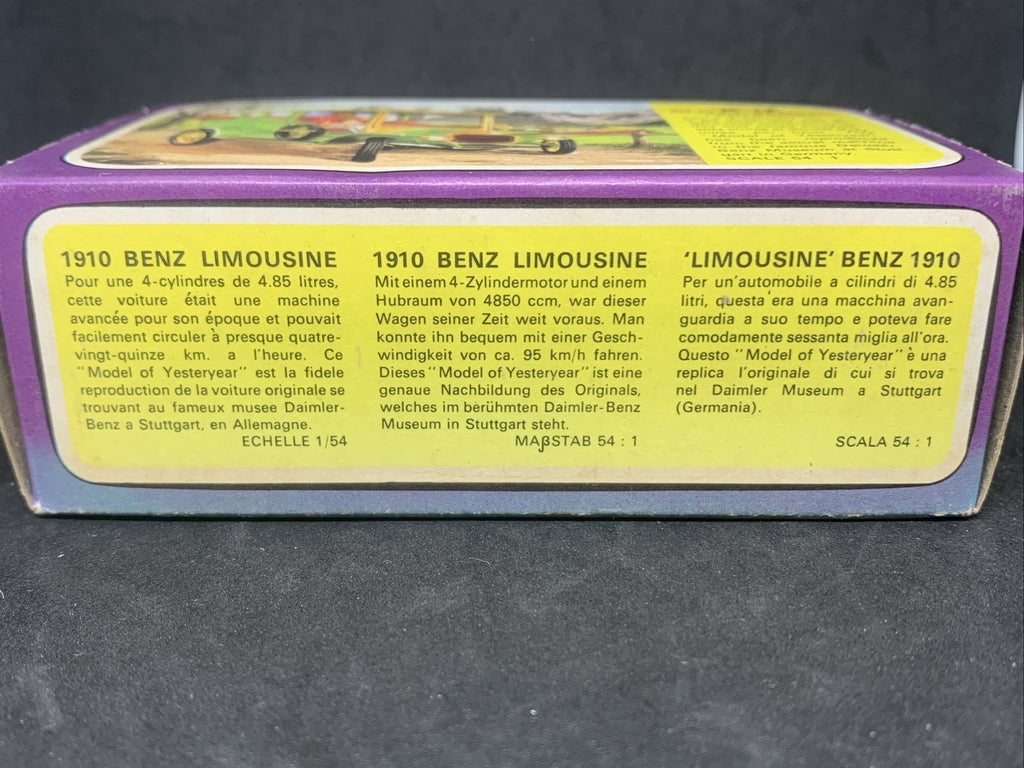 SCALE 54 : 1
1910 BENZ LIMOUSINE
Pour une 4-cylindres de 4.85 litres,
cette voiture était une machine
avancée pour son époque et pouvait
facilement circuler à presque quatre-
vingt-quinze km. a l'heure. Ce
"Model of Yesteryear" est la fidele
reproduction de la voiture originale se
trouvant au fameux musee Daimler-
Benz a Stuttgart, en Allemagne.
ECHELLE 1/54
1910 BENZ LIMOUSINE
Mit einem 4-Zylindermotor und einem
Hubraum von 4850 ccm, war dieser
Wagen seiner Zeit weit voraus. Man
konnte ihn bequem mit einer Gesch-
windigkeit von ca. 95 km/h fahren.
Dieses "Model of Yesteryear" ist eine
genaue Nachbildung des Originals,
welches im berühmten Daimler-Benz
Museum in Stuttgart steht.
MAßSTAB 54 : 1
'LIMOUSINE' BENZ 1910
Per un'automobile a cilindri di 4.85
litri, questa era una macchina avan-
guardia a suo tempo e poteva fare
comodamente sessanta miglia all'ora.
Questo "Model of Yesteryear" è una
replica l'originale di cui si trova
nel Daimler Museum a Stuttgart
(Germania).
SCALA 54 : 1